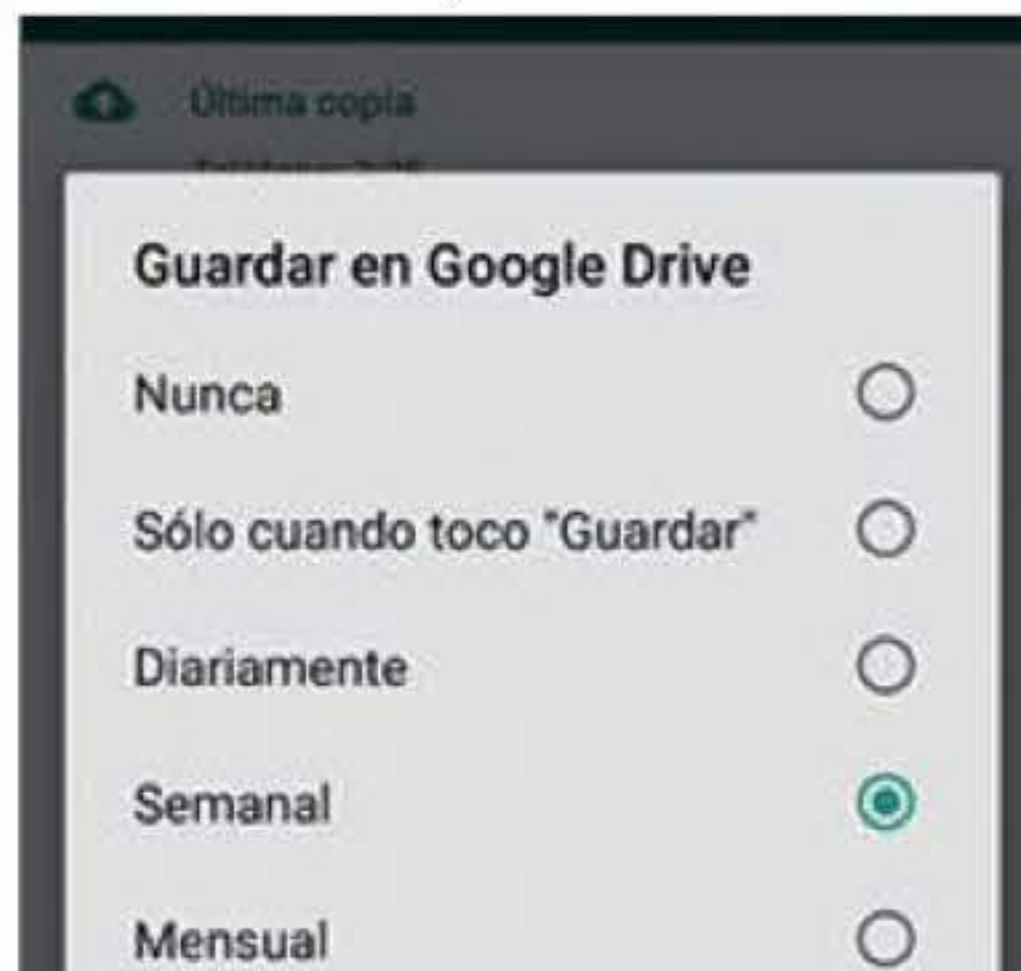 Última copia
Guardar en Google Drive
Nunca
Sólo cuando toco "Guardar"
Diariamente
Semanal
Mensual